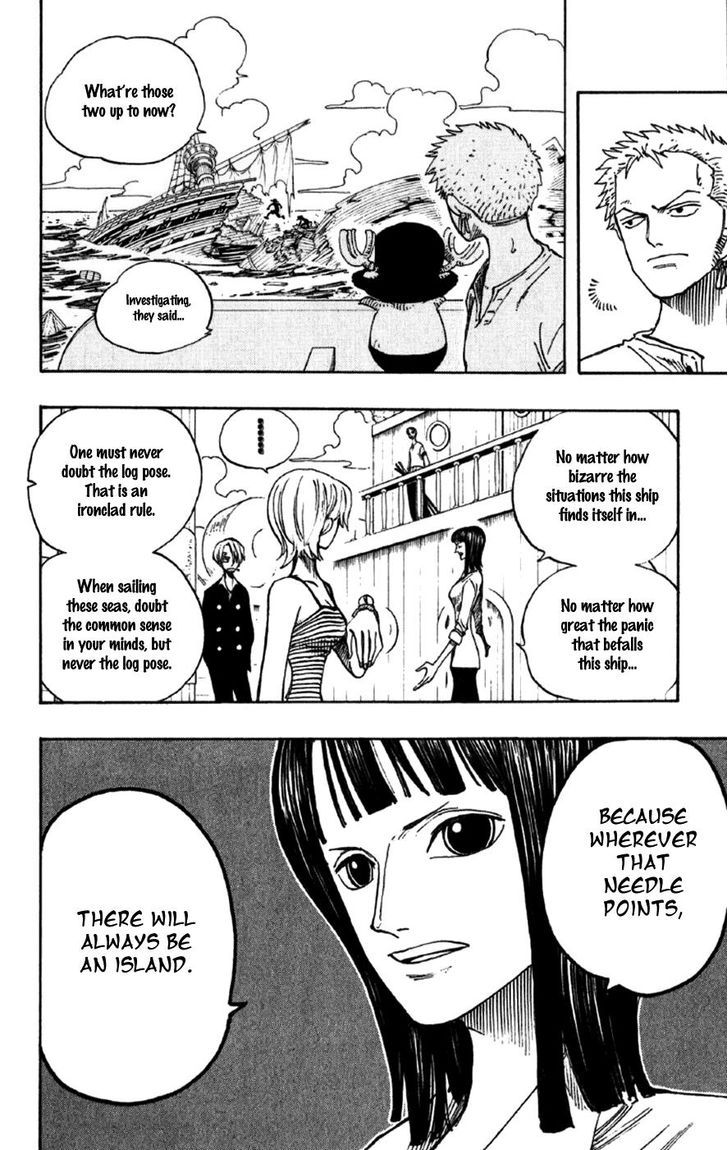 What're those
two up to now?
Investigating,
they said...
No matter how
bizarre the
situations this ship
finds itself in...
No matter how
great the panic
that befalls
this ship...
......
One must never
doubt the log pose.
That is an
ironclad rule.
When sailing
these seas, doubt
the common sense
in your minds, but
never the log pose.
BECAUSE
WHEREVER
THAT
NEEDLE
POINTS,
THERE WILL
ALWAYS BE
AN ISLAND.